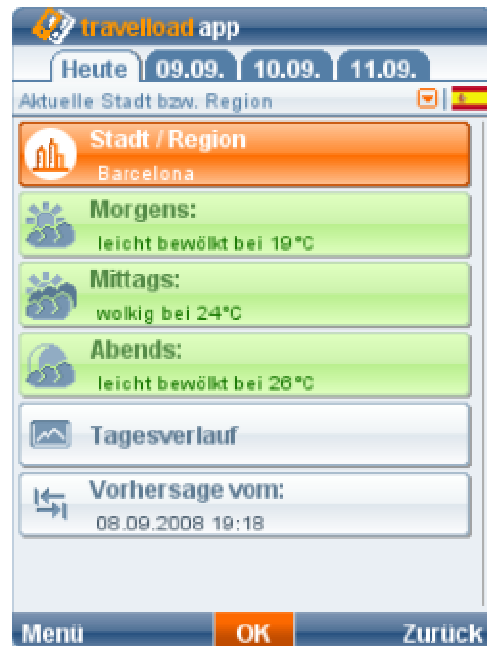 travelload app
Heute 09.09. 10.09. 11.09.
Aktuelle Stadt bzw. Region
Stadt / Region
Barcelona
Morgens:
leicht bewölkt bei 19°C
Mittags:
wolkig bei 24°C
Abends:
leicht bewölkt bei 26°C
Tagesverlauf
Vorhersage vom:
08.09.2008 19:18
Menü OK Zurück